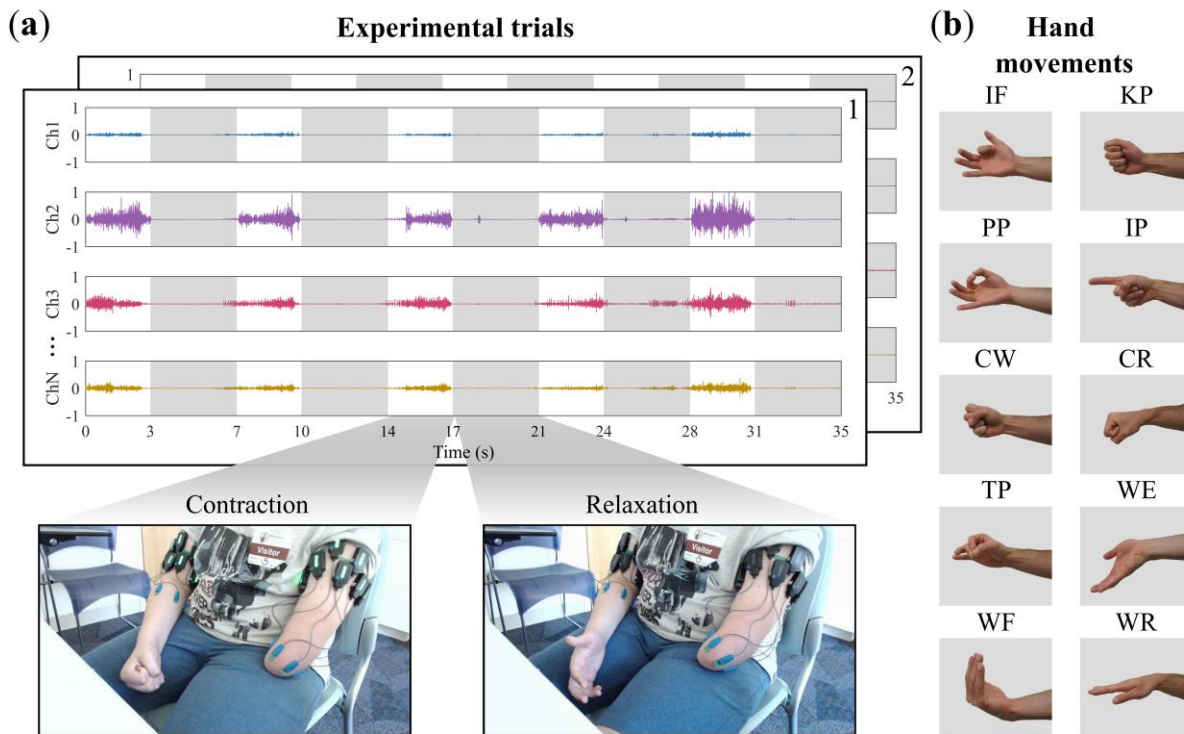 (a)
Experimental trials
2
1
35
1
Ch1
1
0
-1
Ch2
1
0
-1
Ch3
1
0
-1
...
ChN
1
0
-1
0 3 7 10 14 17 21 24 28 31 35
Time (s)
Contraction
Visitor
Relaxation
Visitor
(b)
Hand
movements
IF KP
PP IP
CW CR
TP WE
WF WR